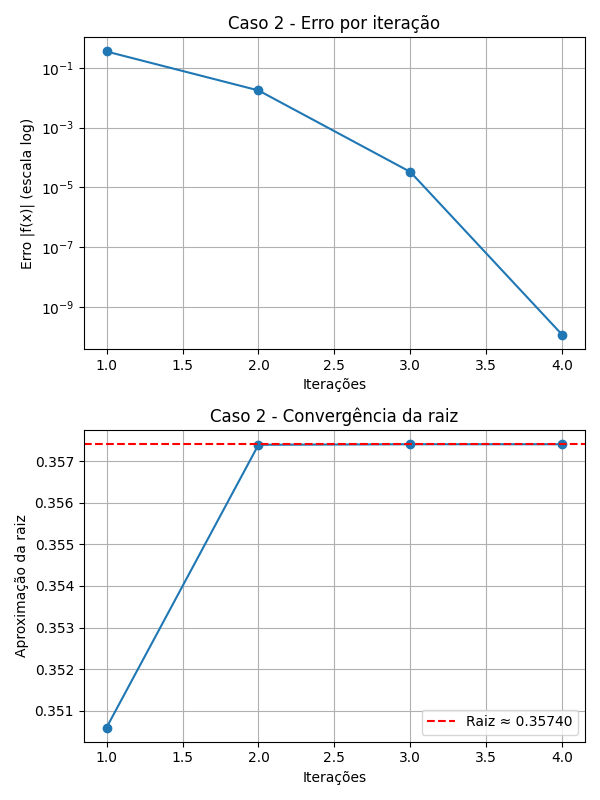 Caso 2 - Erro por iteração
Erro |f(x)| (escala log)
10⁻¹
10⁻³
10⁻⁵
10⁻⁷
10⁻⁹
1.0 1.5 2.0 2.5 3.0 3.5 4.0
Iterações
Caso 2 - Convergência da raiz
Aproximação da raiz
0.357
0.356
0.355
0.354
0.353
0.352
0.351
Raiz ≈ 0.35740
1.0 1.5 2.0 2.5 3.0 3.5 4.0
Iterações